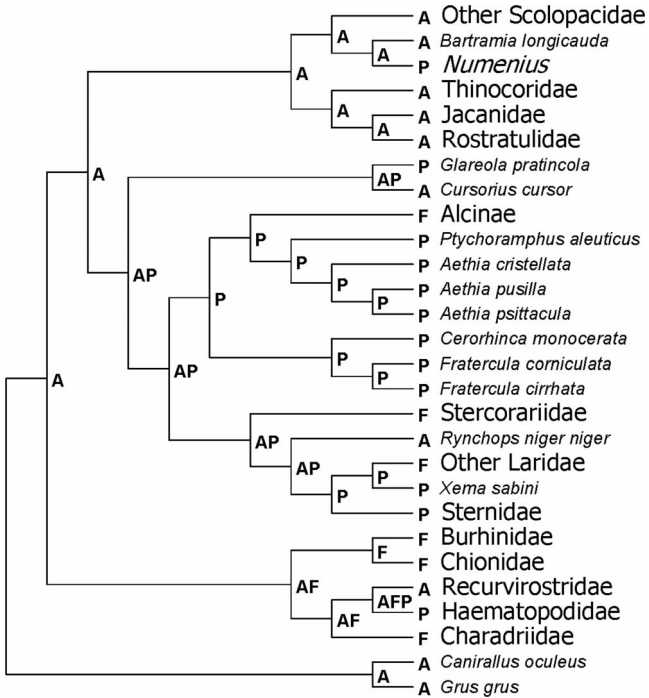 A Other Scolopacidae
A
A Bartramia longicauda
A
P Numenius
A
A Thinocoridae
A
A Jacanidae
A
A Rostratulidae
P Glareola pratincola
A
AP
A Cursorius cursor
F Alcinae
P
P Ptychoramphus aleuticus
P
P Aethia cristellata
AP
P
P Aethia pusilla
P
P
P Aethia psittacula
P Cerorhinca monocerata
P
P Fratercula corniculata
AP
P
A
P Fratercula cirrhata
F Stercorariidae
AP
A Rynchops niger niger
F Other Laridae
AP
P
P Xema sabini
P
P Sternidae
F Burhinidae
F
F Chionidae
AF
A Recurvirostridae
AFP
P Haematopodidae
AF
F Charadriidae
A Canirallus oculeus
A
A Grus grus